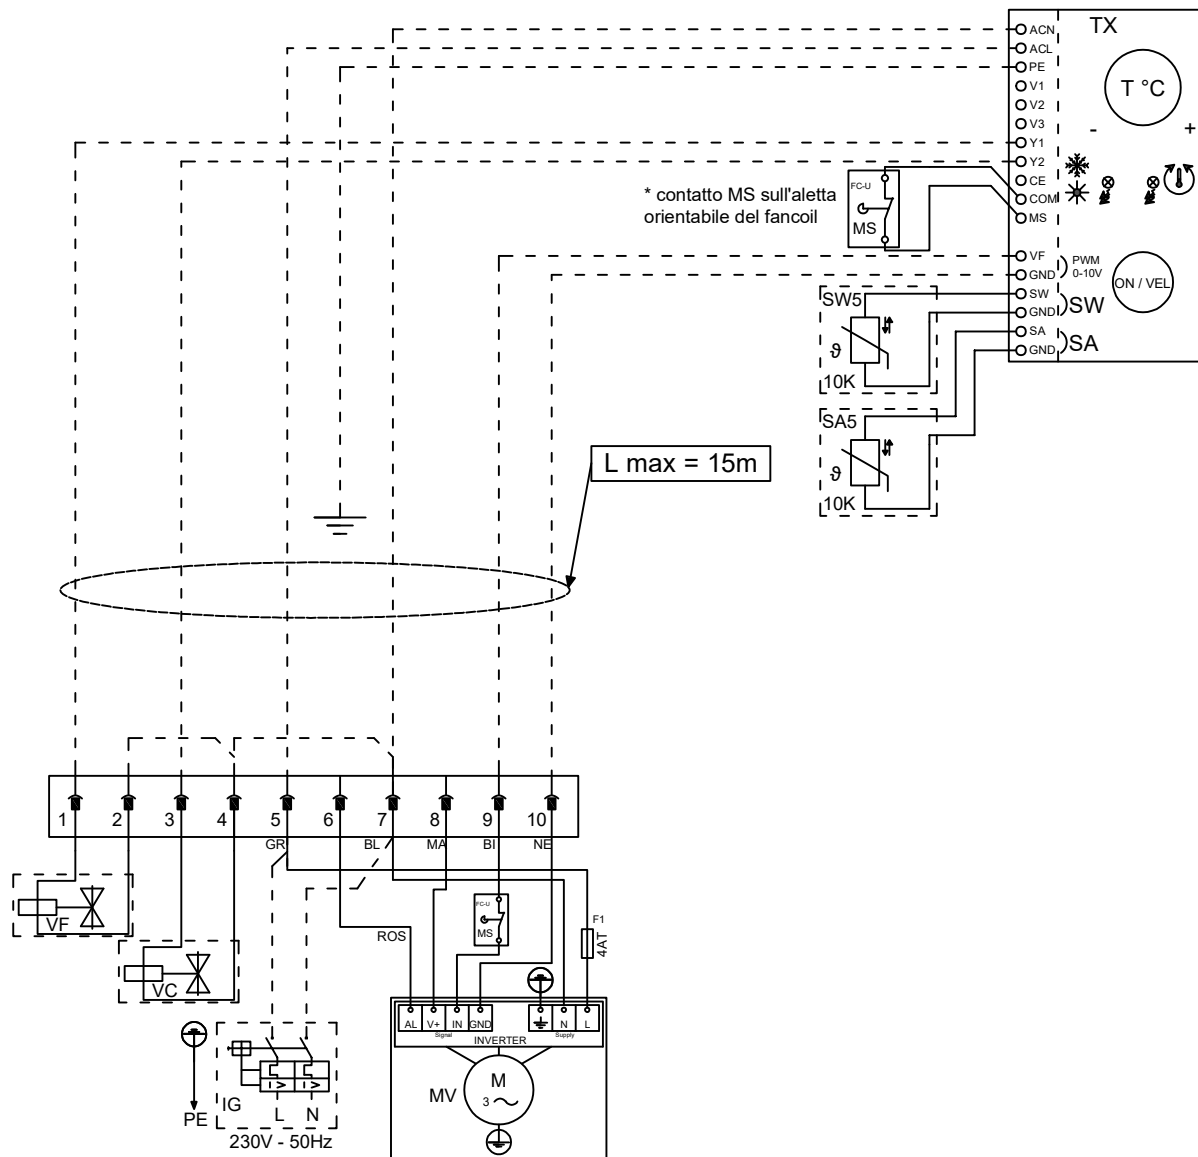 TX
ACN
ACL
PE
V1
V2
V3
Y1
Y2
CE
COM
MS
VF
GND
SW
GND
SA
GND
T °C
- +
PWM
0-10V
ON / VEL
SW
SA
* contatto MS sull'aletta
orientabile del fancoil
FC-U
MS
SW5
ϑ
10K
SA5
ϑ
10K
L max = 15m
1 2 3 4 5 6 7 8 9 10
GR BL MA BI NE
VF
VC
FC-U
MS
ROS
F1
4AT
AL V+ IN GND N L
Signal Supply
INVERTER
MV
M
3
PE
IG
L N
230V - 50Hz